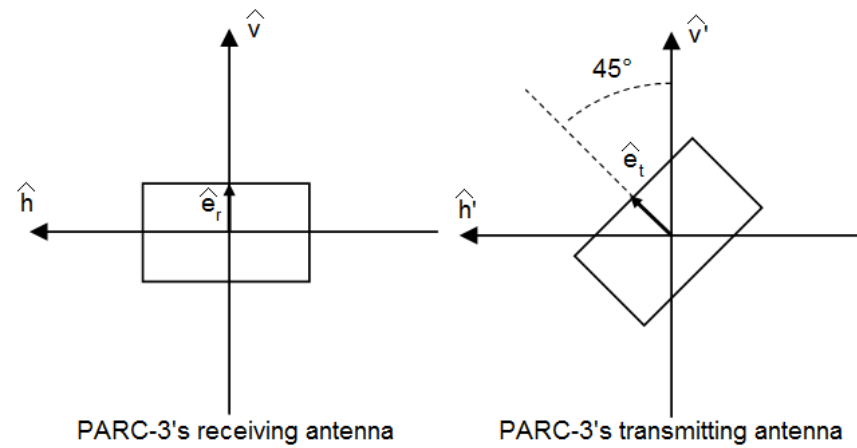 v̂
v̂'
45°
ĥ
ê_r
ê_t
ĥ'
PARC-3's receiving antenna
PARC-3's transmitting antenna